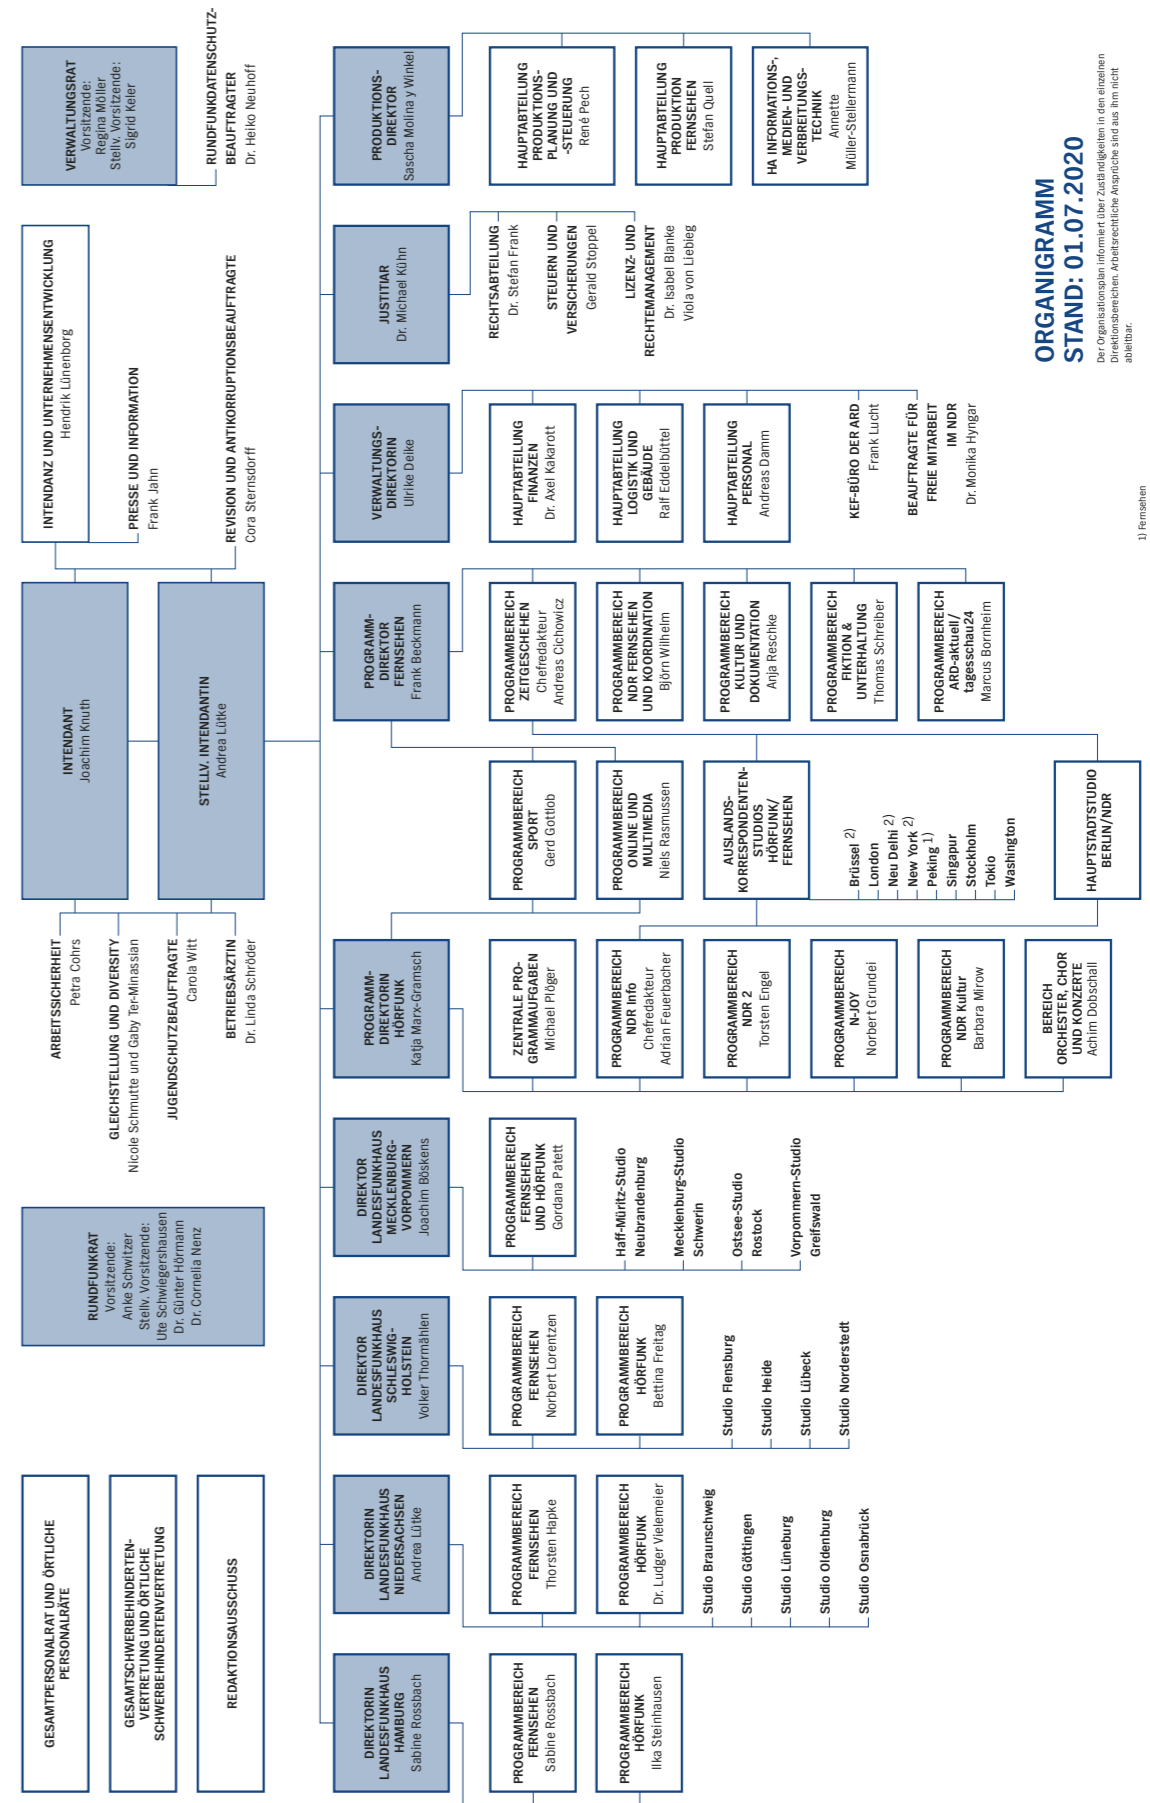 GESAMTPERSONALRAT UND ÖRTLICHE
PERSONALRÄTE
GESAMTSCHWERBEHINDERTEN-
VERTRETUNG UND ÖRTLICHE
SCHWERBEHINDERTENVERTRETUNG
REDAKTIONSAUSSCHUSS
RUNDFUNKRAT
Vorsitzende:
Anke Schwitzer
Stellv. Vorsitzende:
Ute Schwiegershausen
Dr. Günter Hörmann
Dr. Cornelia Nenz
ARBEITSSICHERHEIT
Petra Cohrs
GLEICHSTELLUNG UND DIVERSITY
Nicole Schmutte und Gaby Ter-Minassian
JUGENDSCHUTZBEAUFTRAGTE
Carola Witt
BETRIEBSÄRZTIN
Dr. Linda Schröder
INTENDANT
Joachim Knuth
STELLV. INTENDANTIN
Andrea Lütke
INTENDANZ UND UNTERNEHMENSENTWICKLUNG
Hendrik Lünenborg
PRESSE UND INFORMATION
Frank Jahn
REVISION UND ANTIKORRUPTIONSBEAUFTRAGTE
Cora Sternsdorff
VERWALTUNGSRAT
Vorsitzende:
Regina Möller
Stellv. Vorsitzende:
Sigrid Keler
RUNDFUNKDATENSCHUTZ-
BEAUFTRAGTER
Dr. Heiko Neuhoff
DIREKTORIN
LANDESFUNKHAUS
HAMBURG
Sabine Rossbach
PROGRAMMBEREICH
FERNSEHEN
Sabine Rossbach
PROGRAMMBEREICH
HÖRFUNK
Ilka Steinhausen
DIREKTORIN
LANDESFUNKHAUS
NIEDERSACHSEN
Andrea Lütke
PROGRAMMBEREICH
FERNSEHEN
Thorsten Hapke
PROGRAMMBEREICH
HÖRFUNK
Dr. Ludger Vielemeier
Studio Braunschweig
Studio Göttingen
Studio Lüneburg
Studio Oldenburg
Studio Osnabrück
DIREKTOR
LANDESFUNKHAUS
SCHLESWIG-
HOLSTEIN
Volker Thormählen
PROGRAMMBEREICH
FERNSEHEN
Norbert Lorentzen
PROGRAMMBEREICH
HÖRFUNK
Bettina Freitag
Studio Flensburg
Studio Heide
Studio Lübeck
Studio Norderstedt
DIREKTOR
LANDESFUNKHAUS
MECKLENBURG-
VORPOMMERN
Joachim Böskens
PROGRAMMBEREICH
FERNSEHEN
UND HÖRFUNK
Gordana Patett
Haff-Müritz-Studio
Neubrandenburg
Mecklenburg-Studio
Schwerin
Ostsee-Studio
Rostock
Vorpommern-Studio
Greifswald
PROGRAMM-
DIREKTORIN
HÖRFUNK
Katja Marx-Gramsch
ZENTRALE PRO-
GRAMMAUFGABEN
Michael Plöger
PROGRAMMBEREICH
NDR Info
Chefredakteur
Adrian Feuerbacher
PROGRAMMBEREICH
NDR 2
Torsten Engel
PROGRAMMBEREICH
N-JOY
Norbert Grundei
PROGRAMMBEREICH
NDR Kultur
Barbara Mirow
BEREICH
ORCHESTER, CHOR
UND KONZERTE
Achim Dobschall
PROGRAMMBEREICH
SPORT
Gerd Gottlob
PROGRAMMBEREICH
ONLINE UND
MULTIMEDIA
Niels Rasmussen
AUSLANDS-
KORRESPONDENTEN-
STUDIOS
HÖRFUNK/
FERNSEHEN
Brüssel 2)
London
Neu Delhi 2)
New York 2)
Peking 1)
Singapur
Stockholm
Tokio
Washington
HAUPTSTADTSTUDIO
BERLIN/NDR
PROGRAMM-
DIREKTOR
FERNSEHEN
Frank Beckmann
PROGRAMMBEREICH
ZEITGESCHEHEN
Chefredakteur
Andreas Cichowicz
PROGRAMMBEREICH
NDR FERNSEHEN
UND KOORDINATION
Björn Wilhelm
PROGRAMMBEREICH
KULTUR UND
DOKUMENTATION
Anja Reschke
PROGRAMMBEREICH
FIKTION &
UNTERHALTUNG
Thomas Schreiber
PROGRAMMBEREICH
ARD-aktuell/
tagesschau24
Marcus Bornheim
VERWALTUNGS-
DIREKTORIN
Ulrike Deike
HAUPTABTEILUNG
FINANZEN
Dr. Axel Kakarott
HAUPTABTEILUNG
LOGISTIK UND
GEBÄUDE
Ralf Eddelbüttel
HAUPTABTEILUNG
PERSONAL
Andreas Damm
KEF-BÜRO DER ARD
Frank Lucht
BEAUFTRAGTE FÜR
FREIE MITARBEIT
IM NDR
Dr. Monika Hyngar
JUSTITIAR
Dr. Michael Kühn
RECHTSABTEILUNG
Dr. Stefan Frank
STEUERN UND
VERSICHERUNGEN
Gerald Stoppel
LIZENZ- UND
RECHTEMANAGEMENT
Dr. Isabel Blanke
Viola von Liebieg
PRODUKTIONS-
DIREKTOR
Sascha Molina y Winkel
HAUPTABTEILUNG
PRODUKTIONS-
PLANUNG UND
-STEUERUNG
René Pech
HAUPTABTEILUNG
PRODUKTION
FERNSEHEN
Stefan Quell
HA INFORMATIONS-,
MEDIEN- UND
VERBREITUNGS-
TECHNIK
Annette
Müller-Stellermann
ORGANIGRAMM
STAND: 01.07.2020
Der Organisationsplan informiert über Zuständigkeiten in den einzelnen
Direktionsbereichen. Arbeitsrechtliche Ansprüche sind aus ihm nicht
ableitbar.
1) Fernsehen